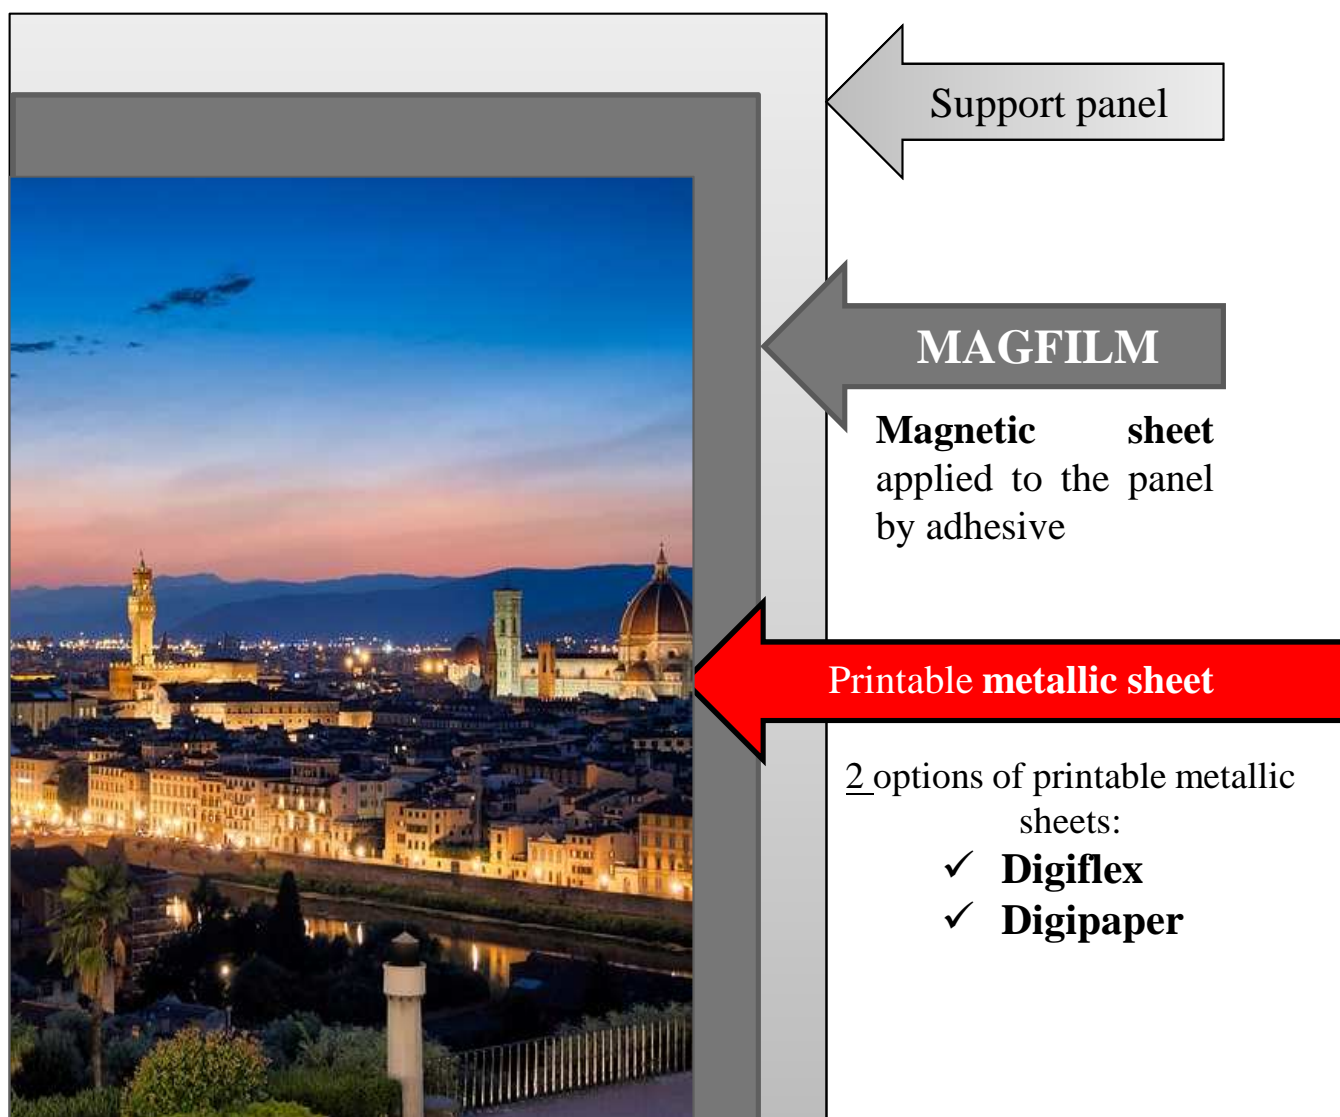 Support panel
MAGFILM
Magnetic sheet
applied to the panel
by adhesive
Printable metallic sheet
2 options of printable metallic
sheets:
✓ Digiflex
✓ Digipaper